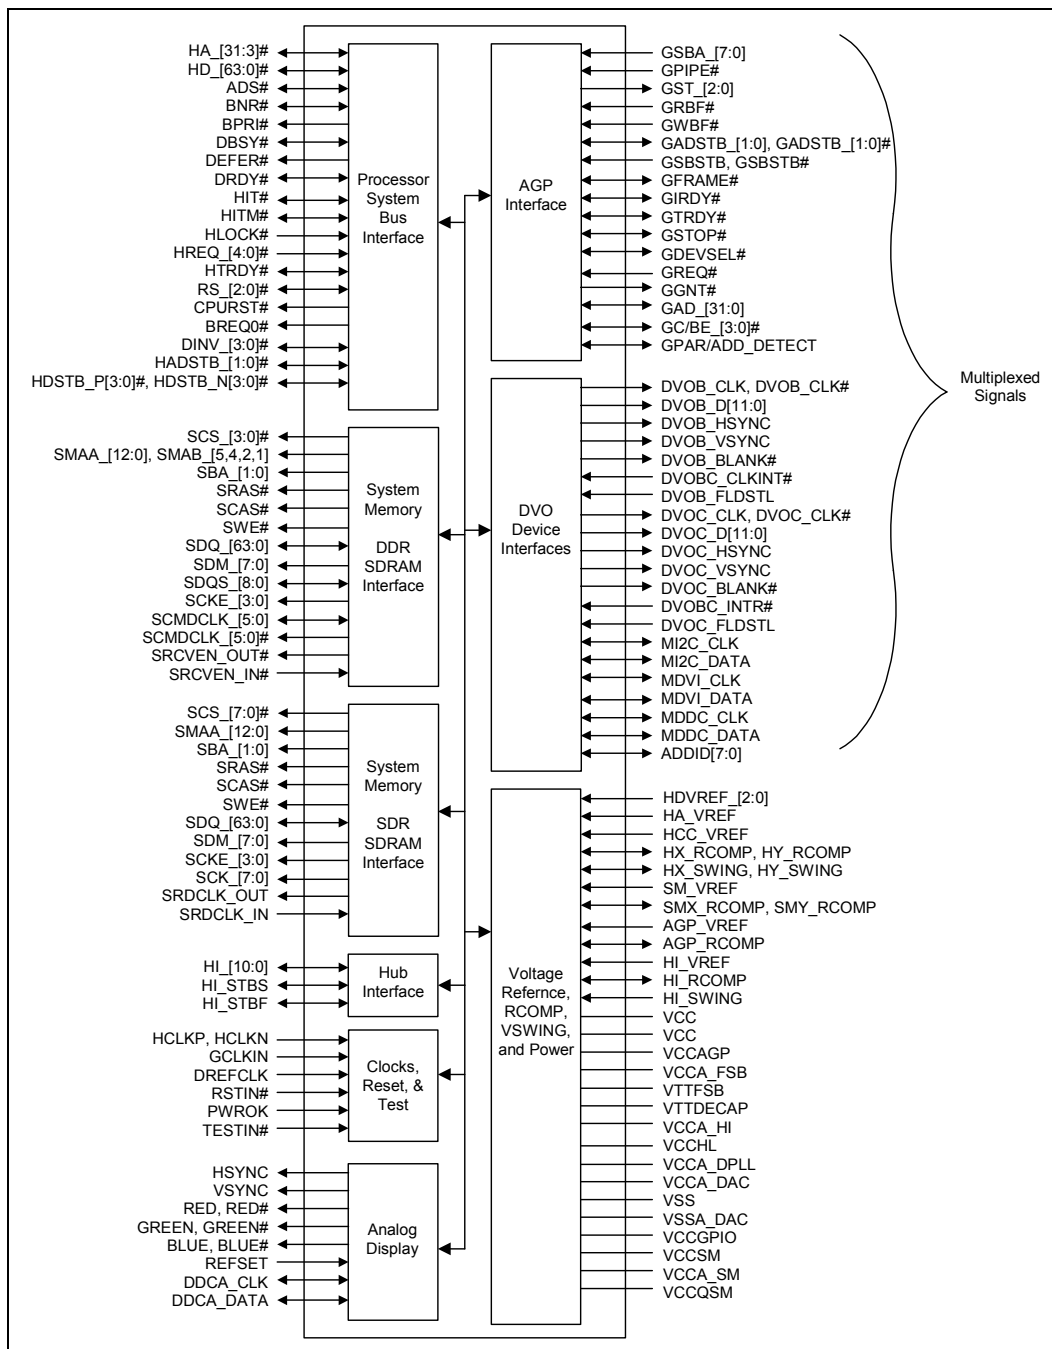 HA_[31:3]#
HD_[63:0]#
ADS#
BNR#
BPRI#
DBSY#
DEFER#
DRDY#
HIT#
HITM#
HLOCK#
HREQ_[4:0]#
HTRDY#
RS_[2:0]#
CPURST#
BREQ0#
DINV_[3:0]#
HADSTB_[1:0]#
HDSTB_P[3:0]#, HDSTB_N[3:0]#
Processor
System
Bus
Interface
SCS_[3:0]#
SMAA_[12:0], SMAB_[5,4,2,1]
SBA_[1:0]
SRAS#
SCAS#
SWE#
SDQ_[63:0]
SDM_[7:0]
SDQS_[8:0]
SCKE_[3:0]
SCMDCLK_[5:0]
SCMDCLK_[5:0]#
SRCVEN_OUT#
SRCVEN_IN#
System
Memory
DDR
SDRAM
Interface
SCS_[7:0]#
SMAA_[12:0]
SBA_[1:0]
SRAS#
SCAS#
SWE#
SDQ_[63:0]
SDM_[7:0]
SCKE_[3:0]
SCK_[7:0]
SRDCLK_OUT
SRDCLK_IN
System
Memory
SDR
SDRAM
Interface
HI_[10:0]
HI_STBS
HI_STBF
Hub
Interface
HCLKP, HCLKN
GCLKIN
DREFCLK
RSTIN#
PWROK
TESTIN#
Clocks,
Reset, &
Test
HSYNC
VSYNC
RED, RED#
GREEN, GREEN#
BLUE, BLUE#
REFSET
DDCA_CLK
DDCA_DATA
Analog
Display
AGP
Interface
GSBA_[7:0]
GPIPE#
GST_[2:0]
GRBF#
GWBF#
GADSTB_[1:0], GADSTB_[1:0]#
GSBSTB, GSBSTB#
GFRAME#
GIRDY#
GTRDY#
GSTOP#
GDEVSEL#
GREQ#
GGNT#
GAD_[31:0]
GC/BE_[3:0]#
GPAR/ADD_DETECT
DVO
Device
Interfaces
DVOB_CLK, DVOB_CLK#
DVOB_D[11:0]
DVOB_HSYNC
DVOB_VSYNC
DVOB_BLANK#
DVOBC_CLKINT#
DVOB_FLDSTL
DVOC_CLK, DVOC_CLK#
DVOC_D[11:0]
DVOC_HSYNC
DVOC_VSYNC
DVOC_BLANK#
DVOBC_INTR#
DVOC_FLDSTL
MI2C_CLK
MI2C_DATA
MDVI_CLK
MDVI_DATA
MDDC_CLK
MDDC_DATA
ADDID[7:0]
Multiplexed
Signals
Voltage
Refernce,
RCOMP,
VSWING,
and Power
HDVREF_[2:0]
HA_VREF
HCC_VREF
HX_RCOMP, HY_RCOMP
HX_SWING, HY_SWING
SM_VREF
SMX_RCOMP, SMY_RCOMP
AGP_VREF
AGP_RCOMP
HI_VREF
HI_RCOMP
HI_SWING
VCC
VCC
VCCAGP
VCCA_FSB
VTTFSB
VTTDECAP
VCCA_HI
VCCHL
VCCA_DPLL
VCCA_DAC
VSS
VSSA_DAC
VCCGPIO
VCCSM
VCCA_SM
VCCQSM